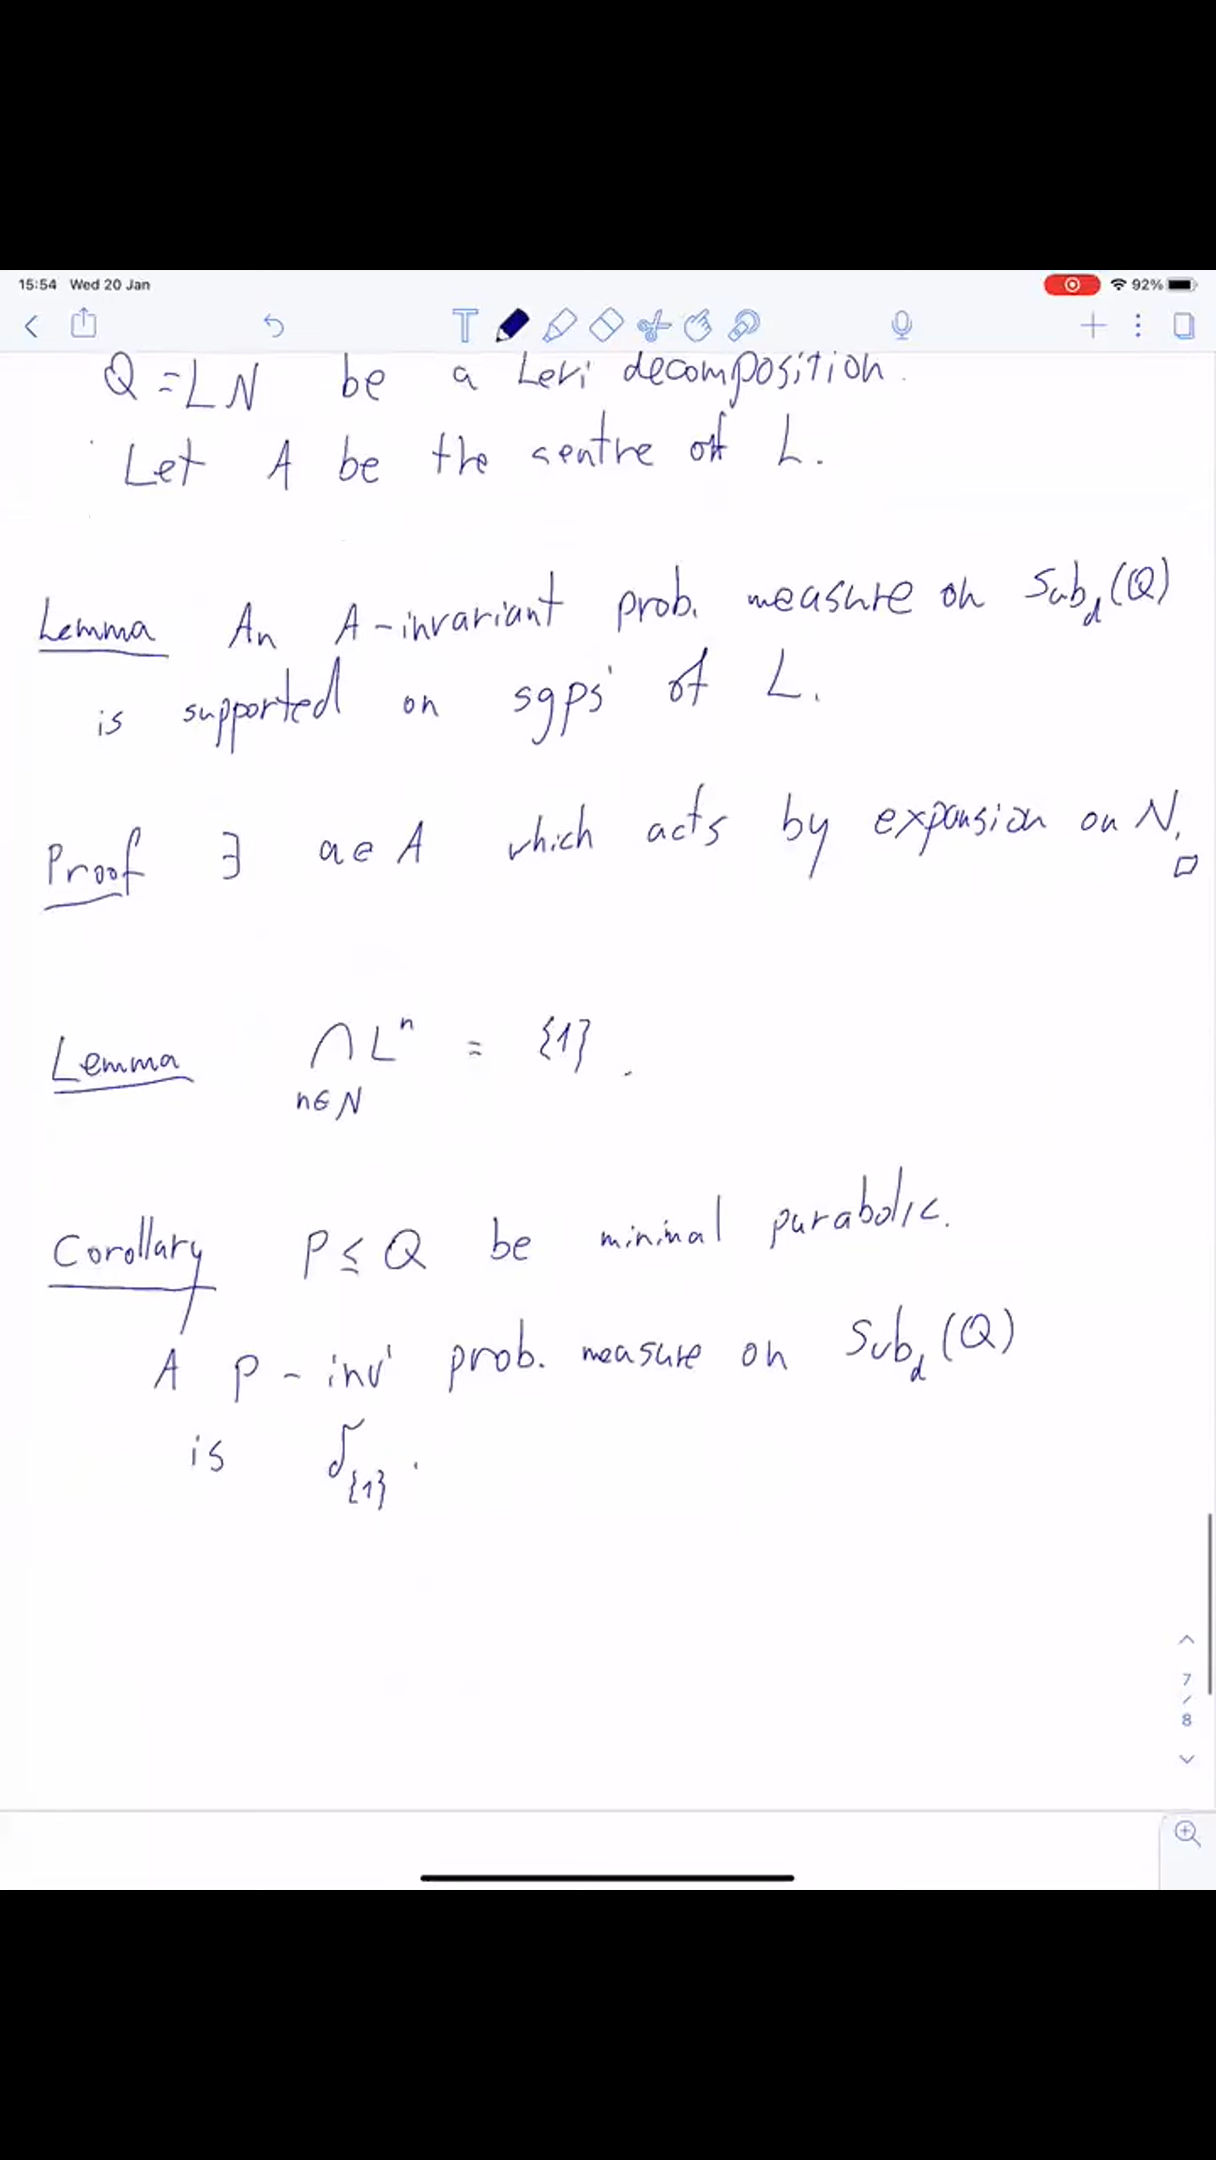 15:54 Wed 20 Jan
92%
Q = LN be a Levi decomposition.
Let A be the centre of L.
Lemma An A-invariant prob. measure on Sub_d(Q)
is supported on sgps' of L.
Proof ∃ a∈A which acts by expansion on N.
□
Lemma ∩ L^n = {1}.
n∈N
Corollary P ≤ Q be minimal parabolic.
A P-inv' prob. measure on Sub_d(Q)
is δ_{1}.
7
/
8